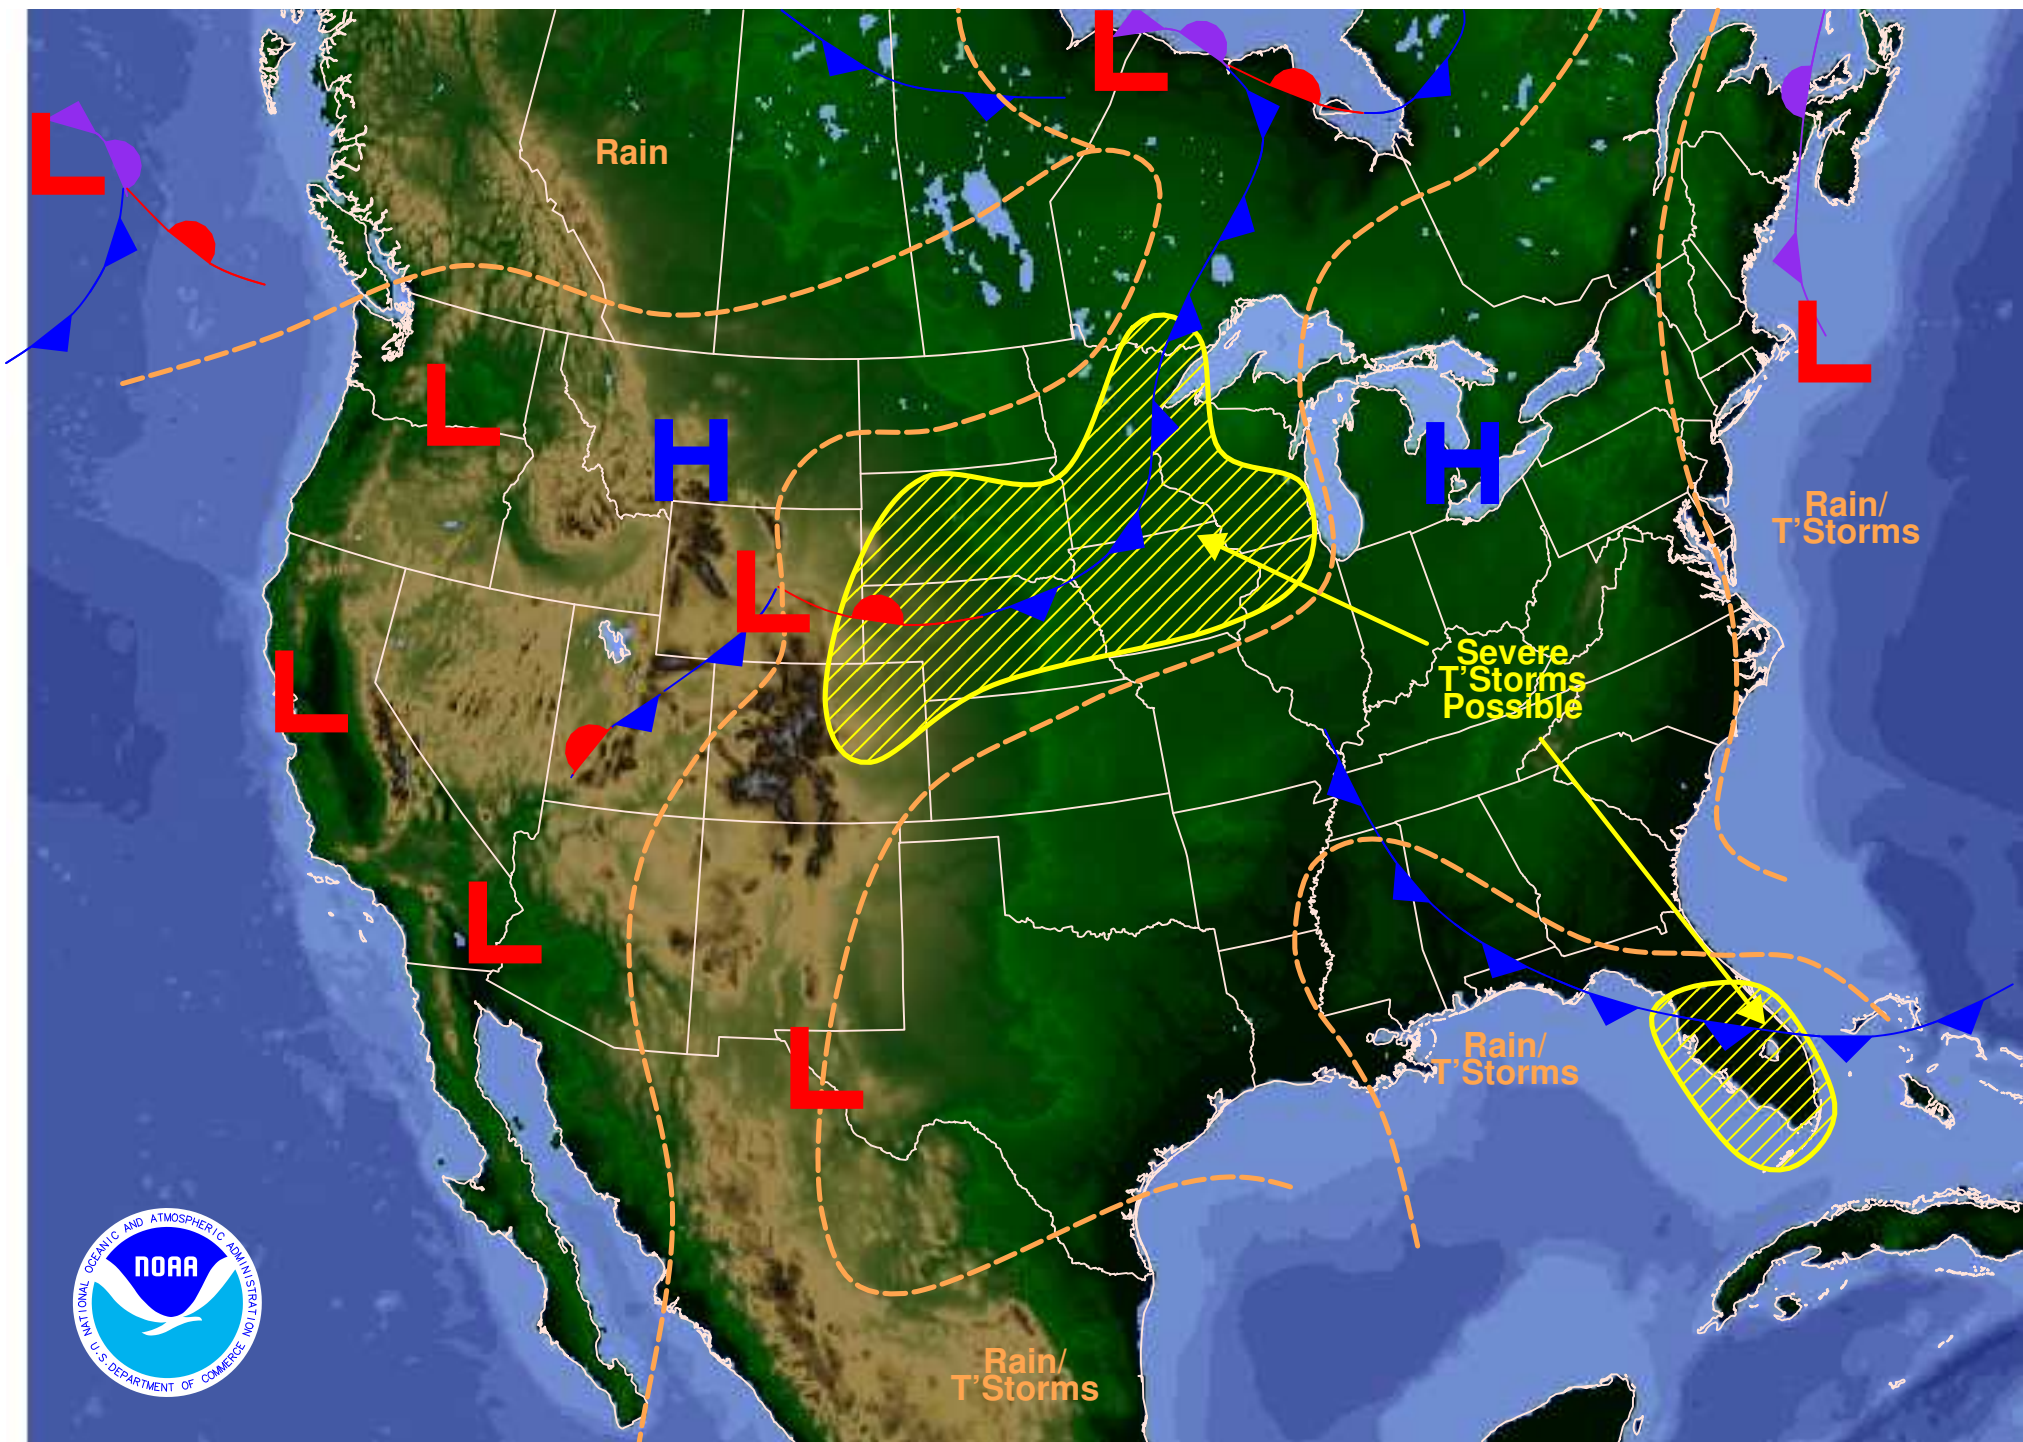 L
L
Rain
L
L
H
H
Rain/
T'Storms
L
L
Severe
T'Storms
Possible
L
L
Rain/
T'Storms
Rain/
T'Storms
NATIONAL OCEANIC AND ATMOSPHERIC ADMINISTRATION
NOAA
U.S. DEPARTMENT OF COMMERCE